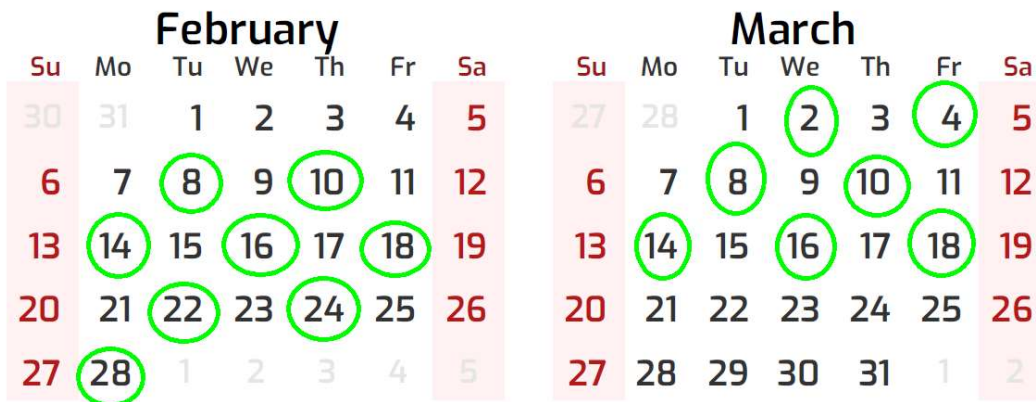 February March
Su Mo Tu We Th Fr Sa Su Mo Tu We Th Fr Sa
30 31 1 2 3 4 5 27 28 1 2 3 4 5
6 7 8 9 10 11 12 6 7 8 9 10 11 12
13 14 15 16 17 18 19 13 14 15 16 17 18 19
20 21 22 23 24 25 26 20 21 22 23 24 25 26
27 28 1 2 3 4 5 27 28 29 30 31 1 2